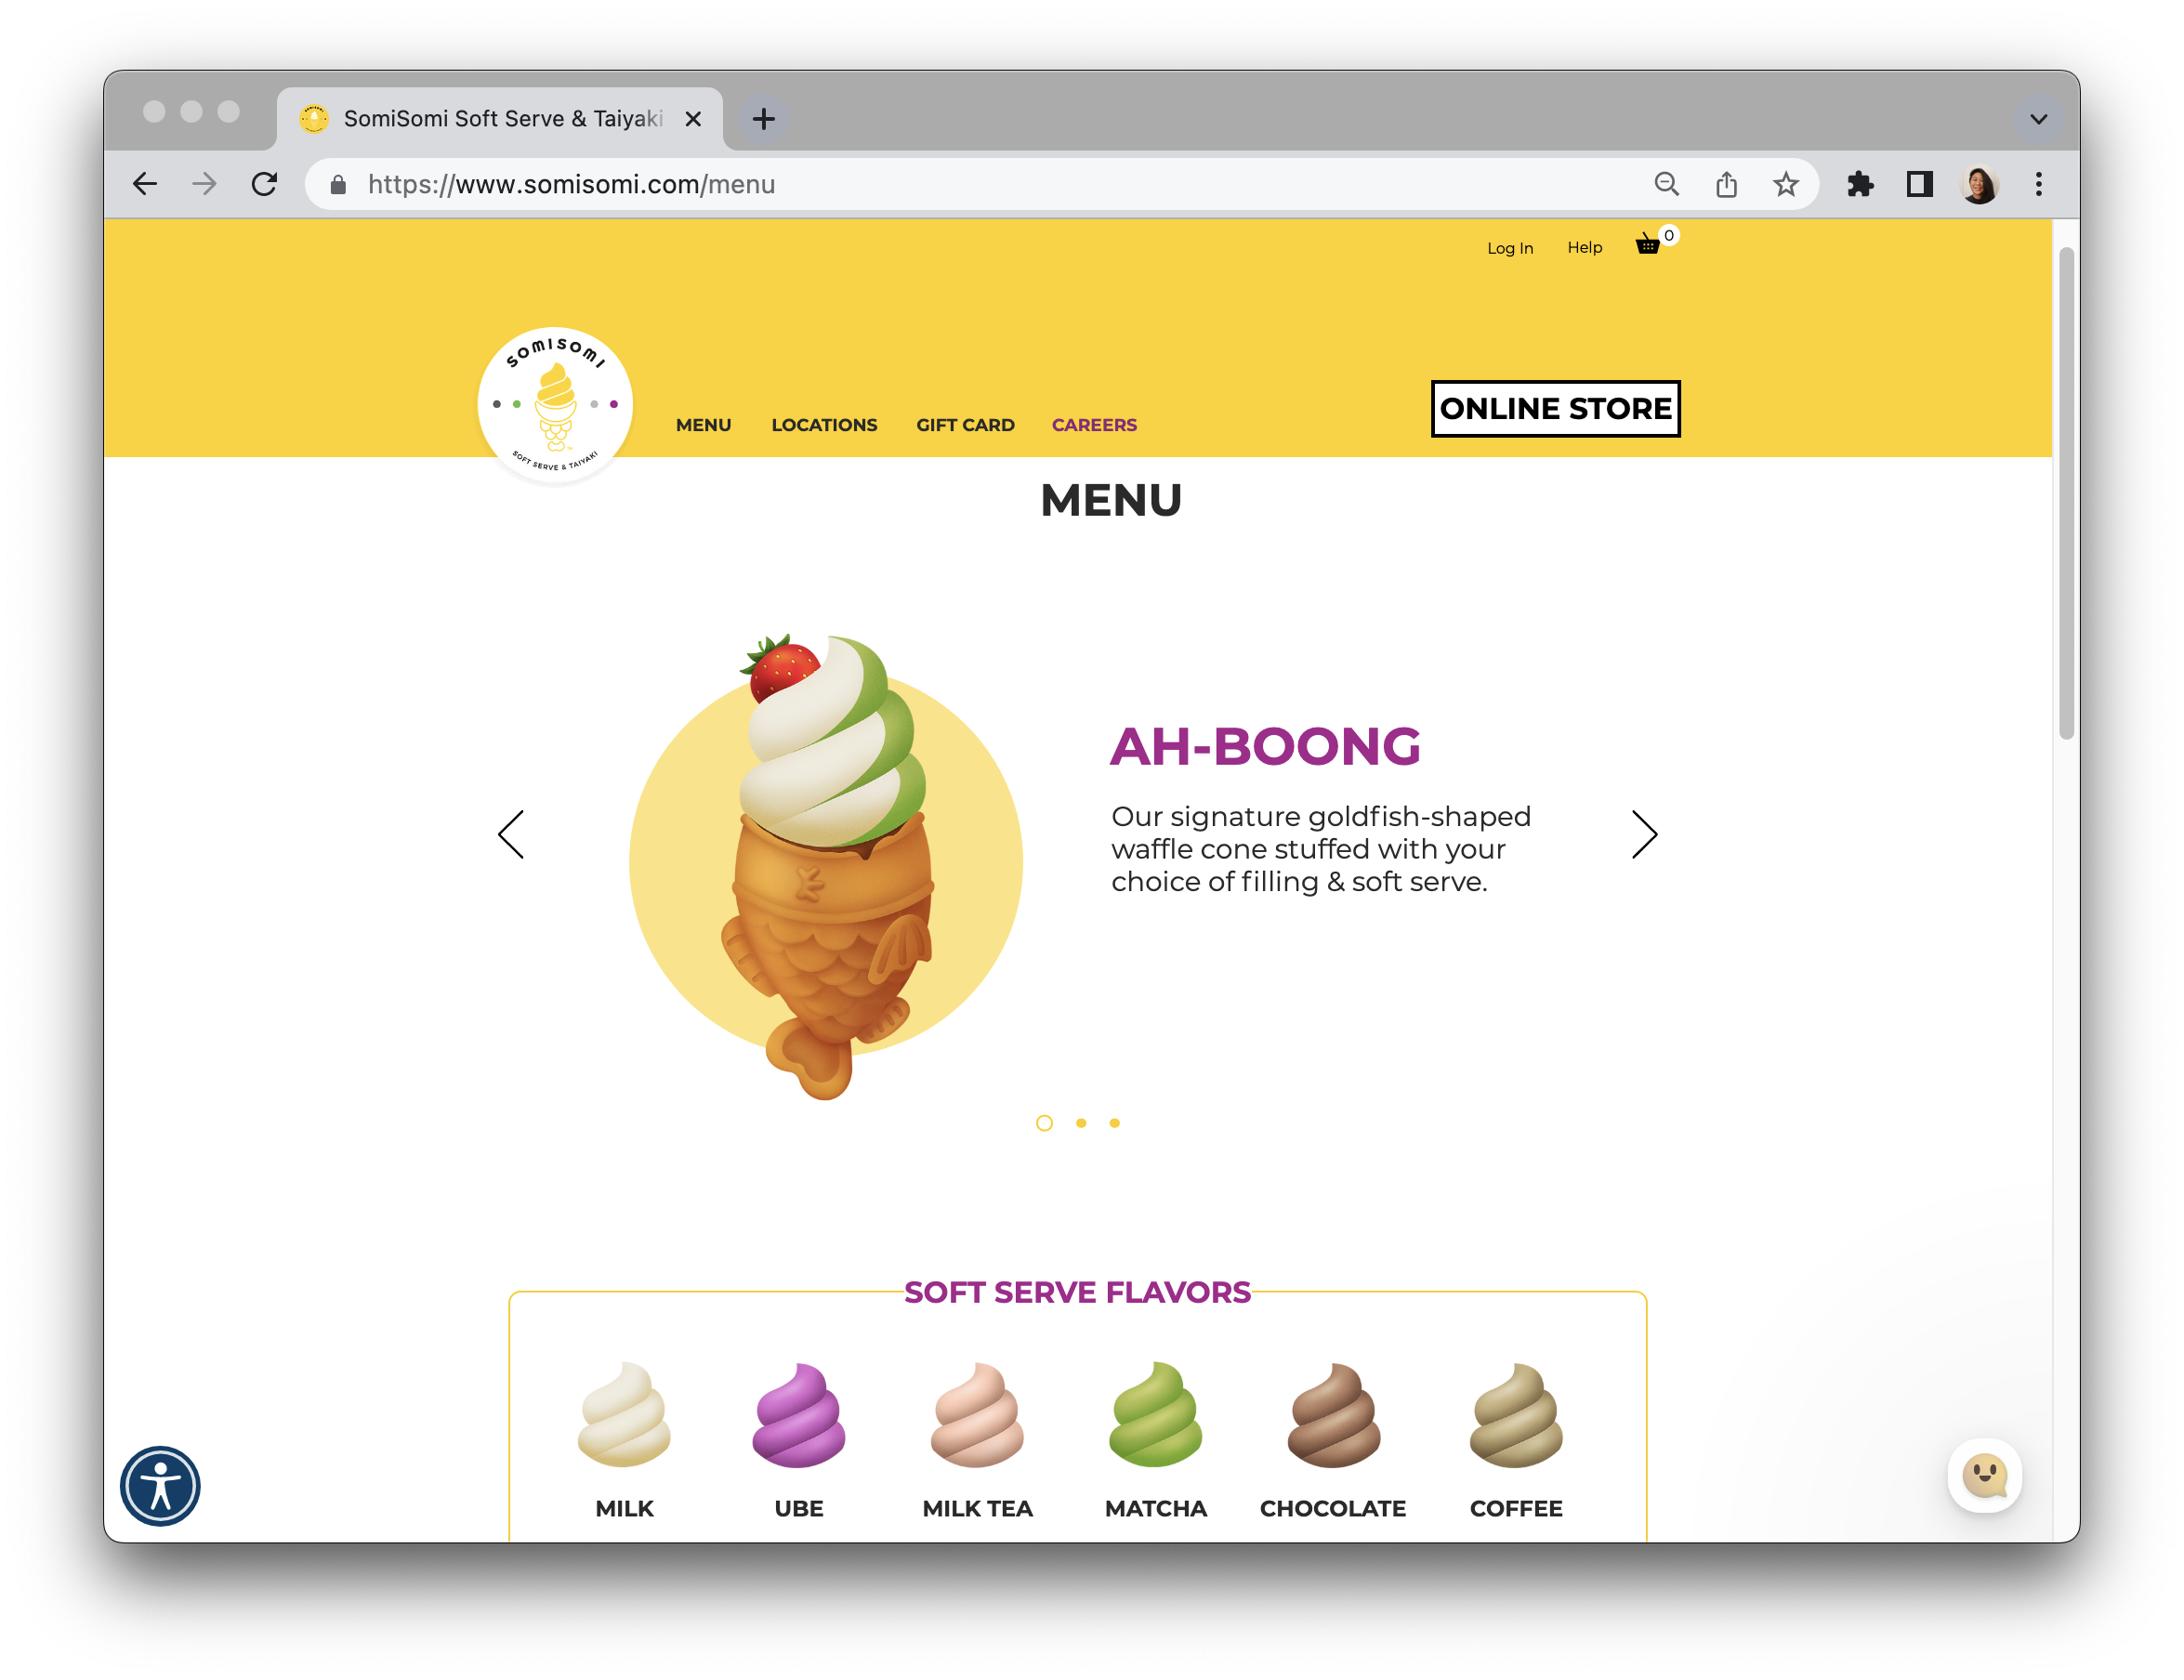 SomiSomi Soft Serve & Taiyaki
https://www.somisomi.com/menu
Log In Help 0
SOMISOMI
SOFT SERVE & TAIYAKI
MENU LOCATIONS GIFT CARD CAREERS
ONLINE STORE
MENU
AH-BOONG
Our signature goldfish-shaped
waffle cone stuffed with your
choice of filling & soft serve.
SOFT SERVE FLAVORS
MILK UBE MILK TEA MATCHA CHOCOLATE COFFEE